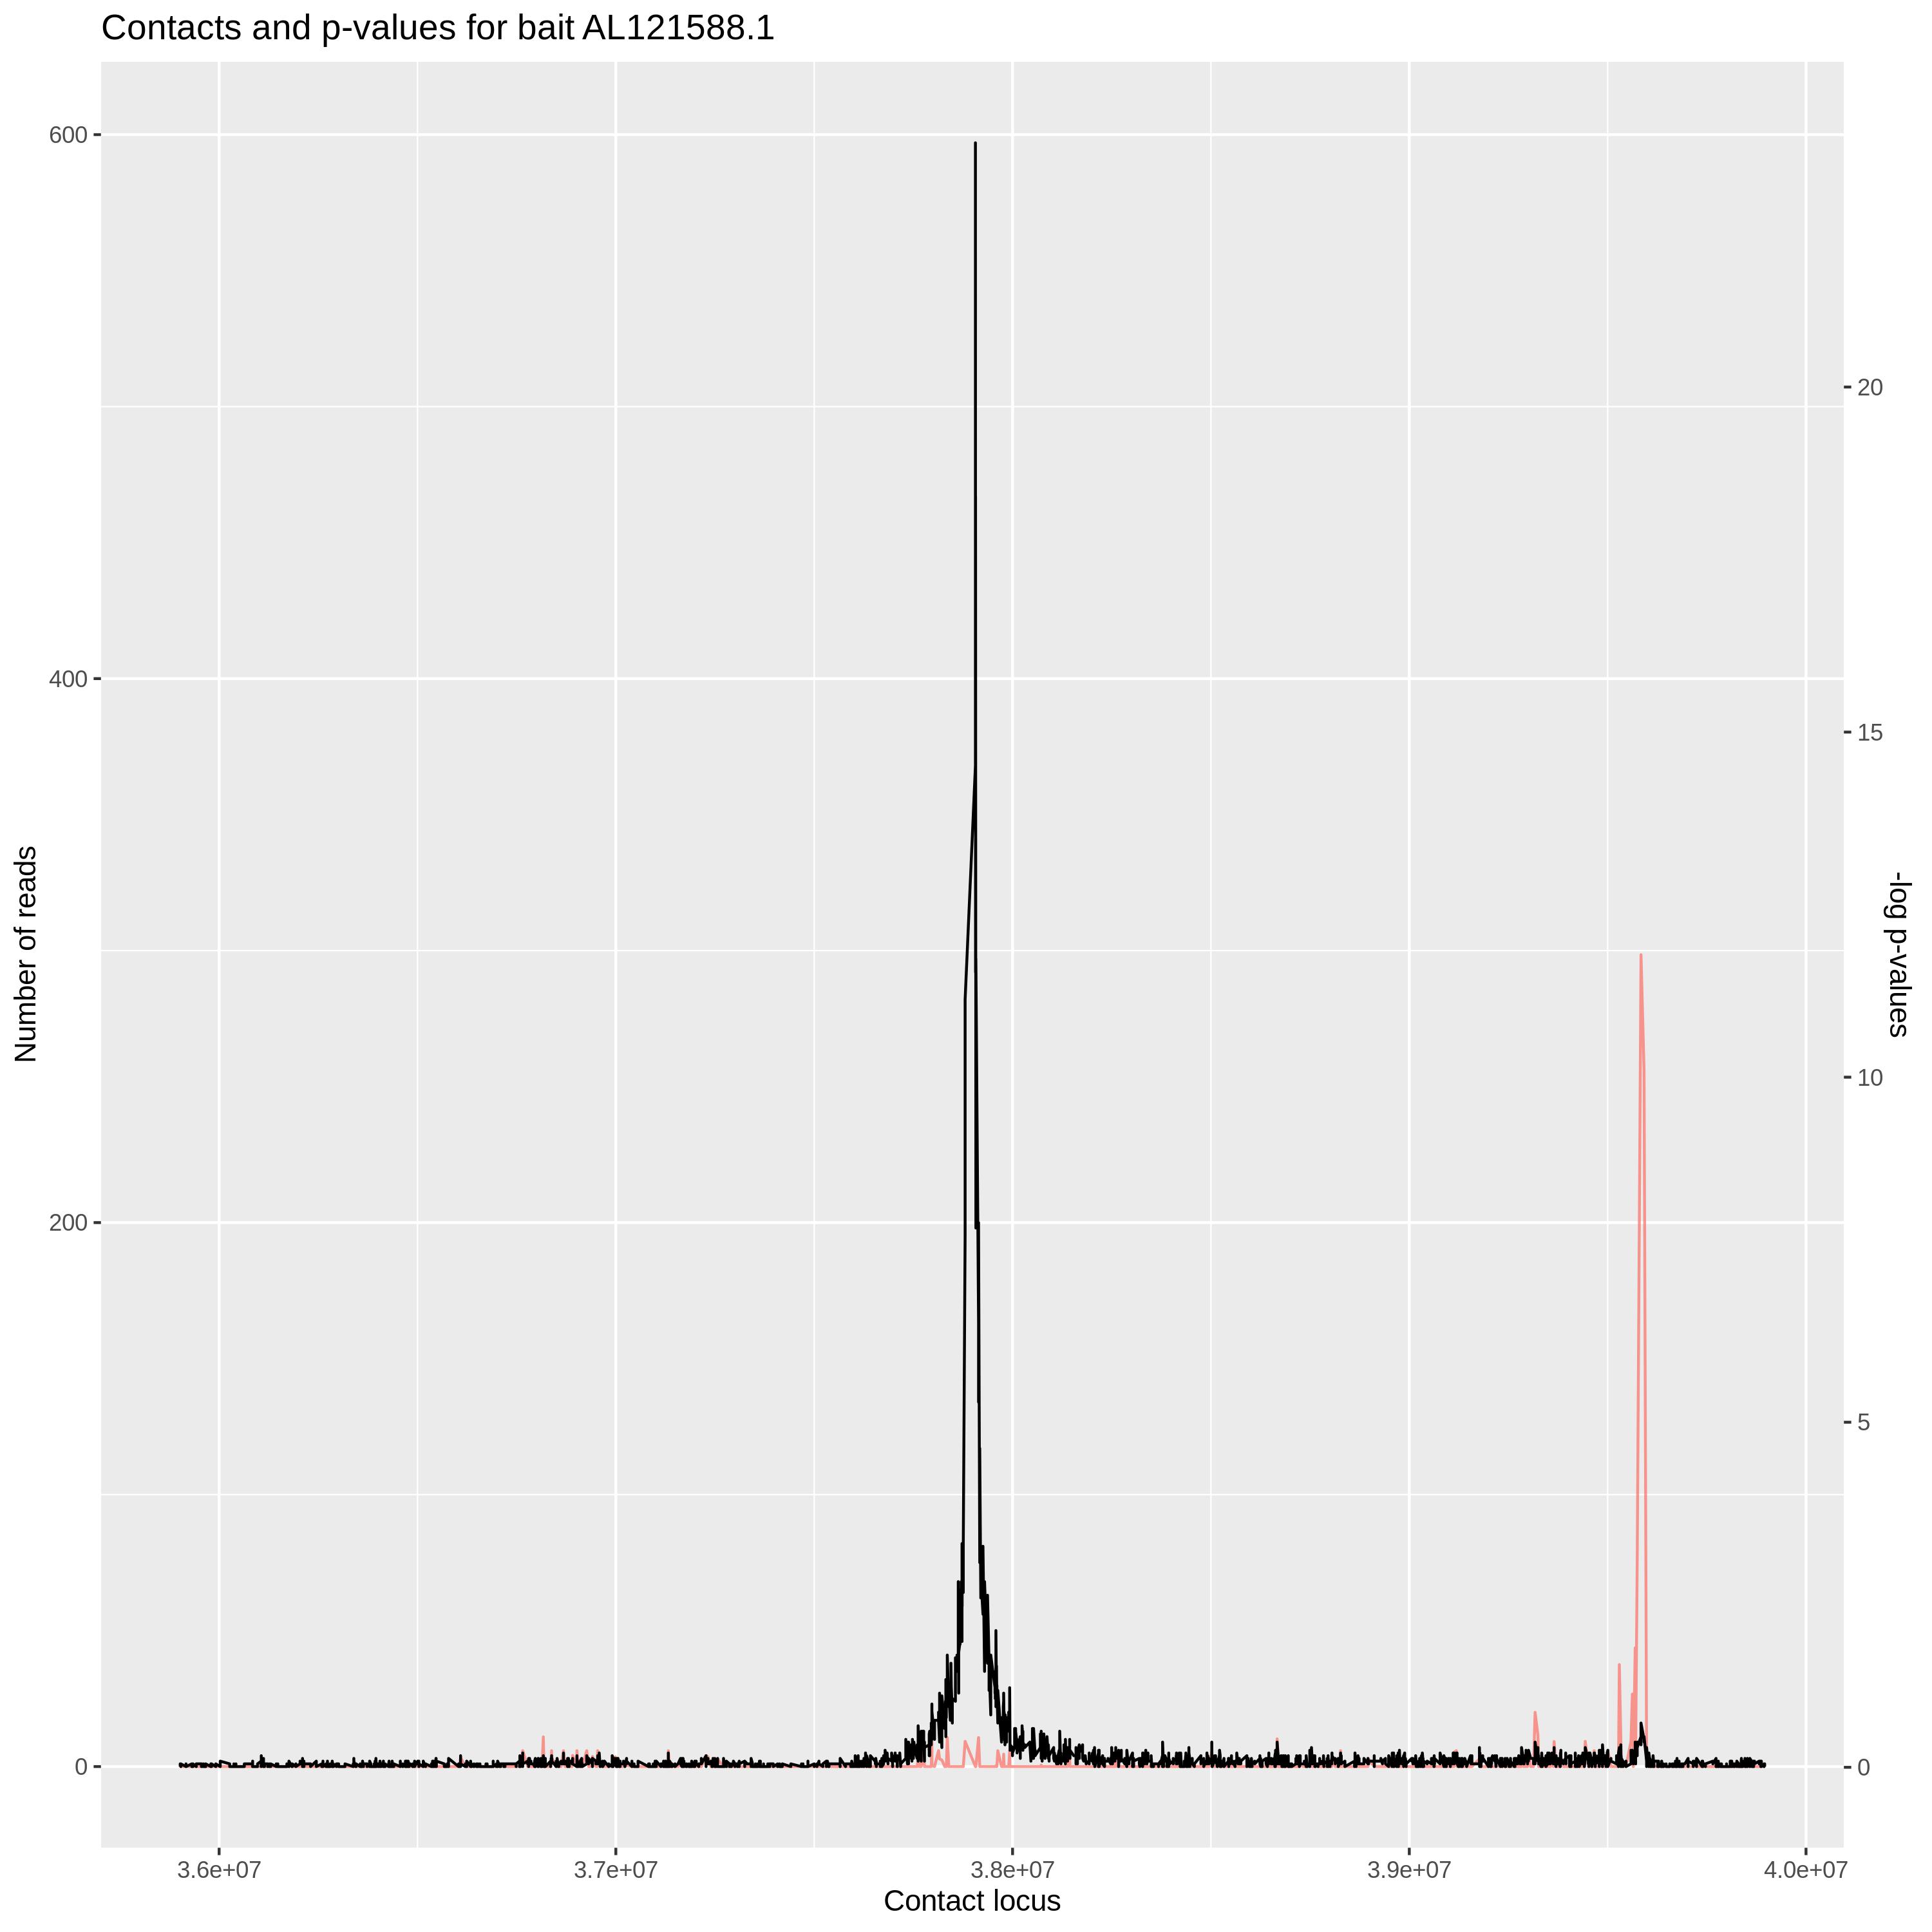 Contacts and p-values for bait AL121588.1
600
400
200
0
Number of reads
20
15
10
5
0
-log p-values
3.6e+07 3.7e+07 3.8e+07 3.9e+07 4.0e+07
Contact locus